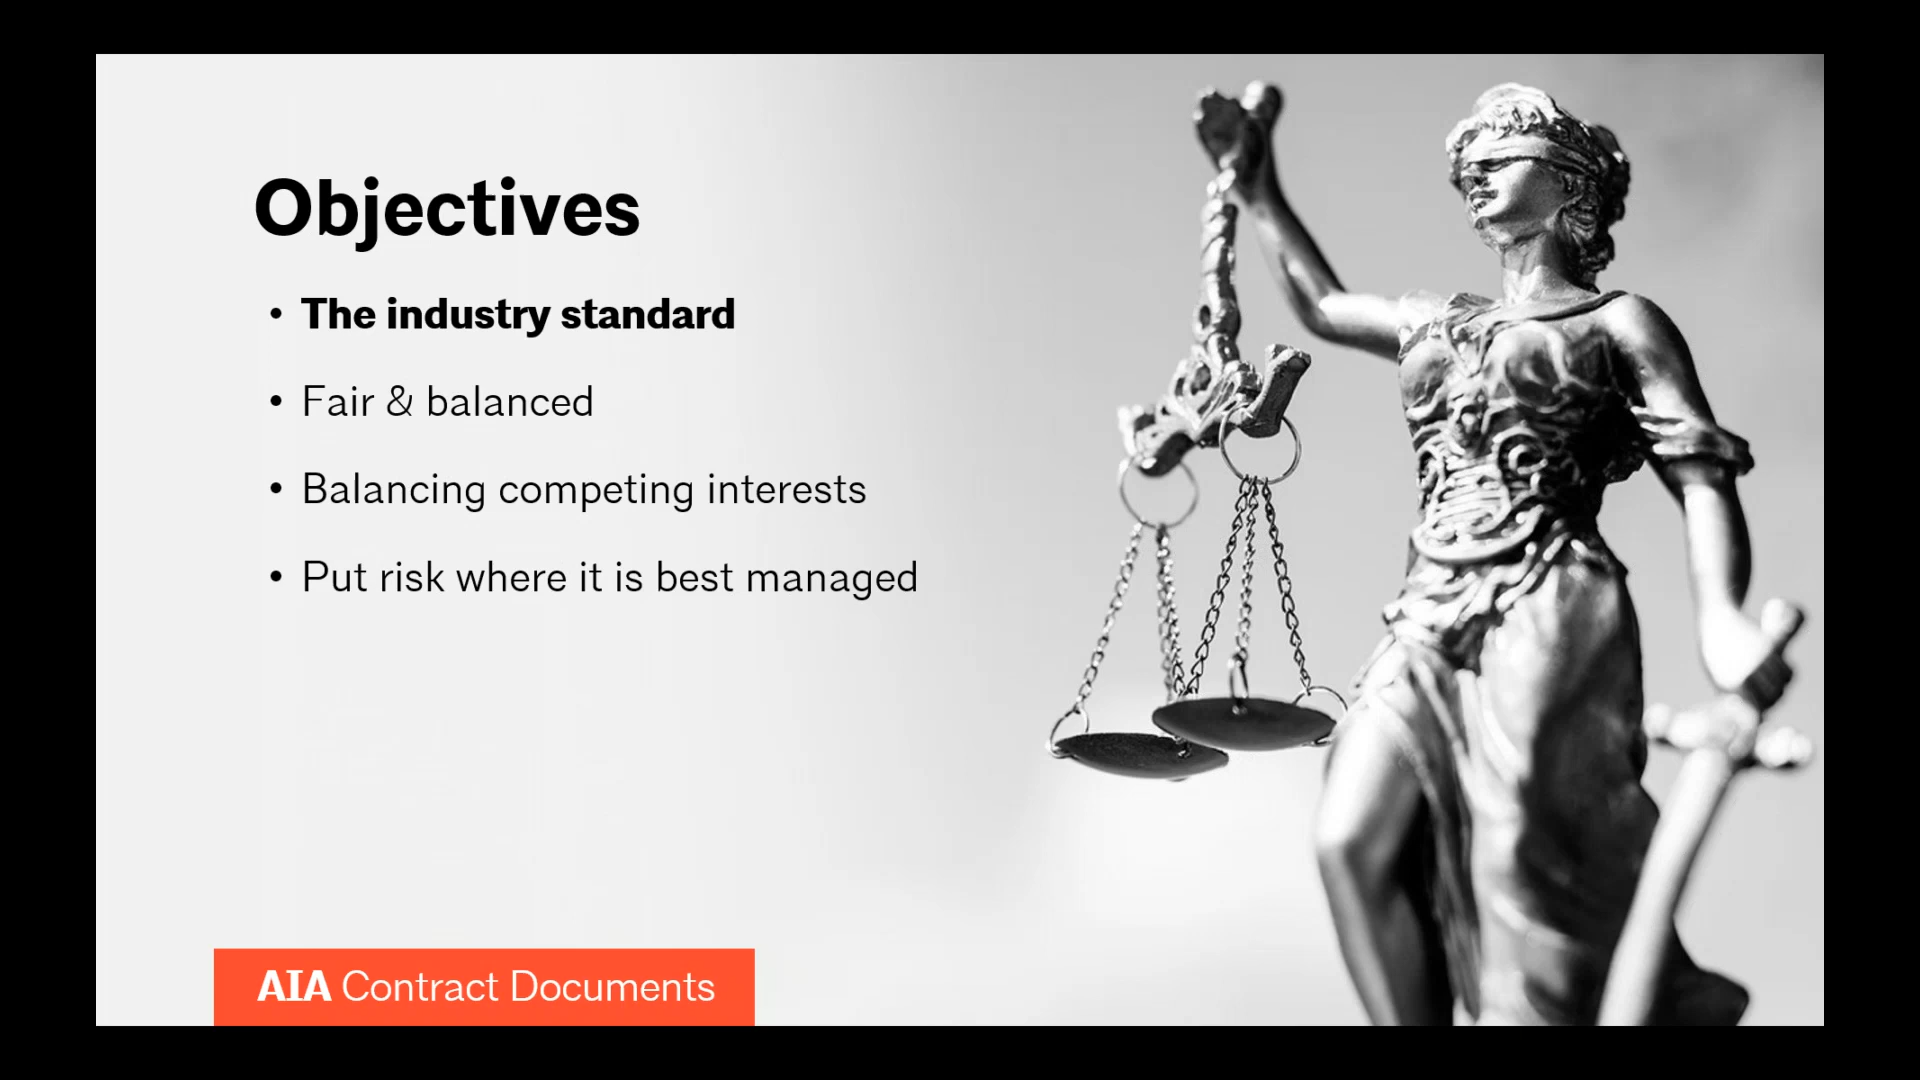 Objectives
• The industry standard
• Fair & balanced
• Balancing competing interests
• Put risk where it is best managed
AIA Contract Documents